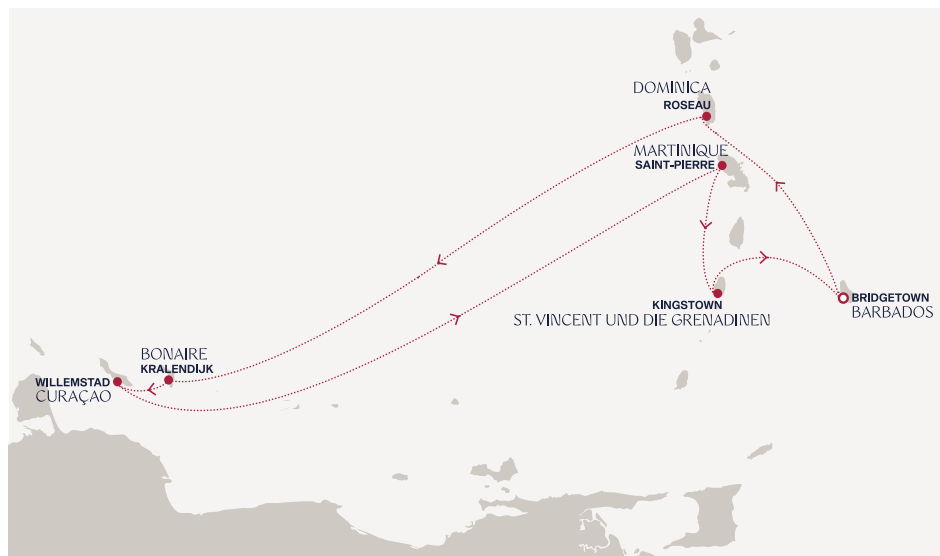 DOMINICA
ROSEAU
MARTINIQUE
SAINT-PIERRE
KINGSTOWN
ST. VINCENT UND DIE GRENADINEN
BRIDGETOWN
BARBADOS
BONAIRE
KRALENDIJK
WILLEMSTAD
CURAÇAO